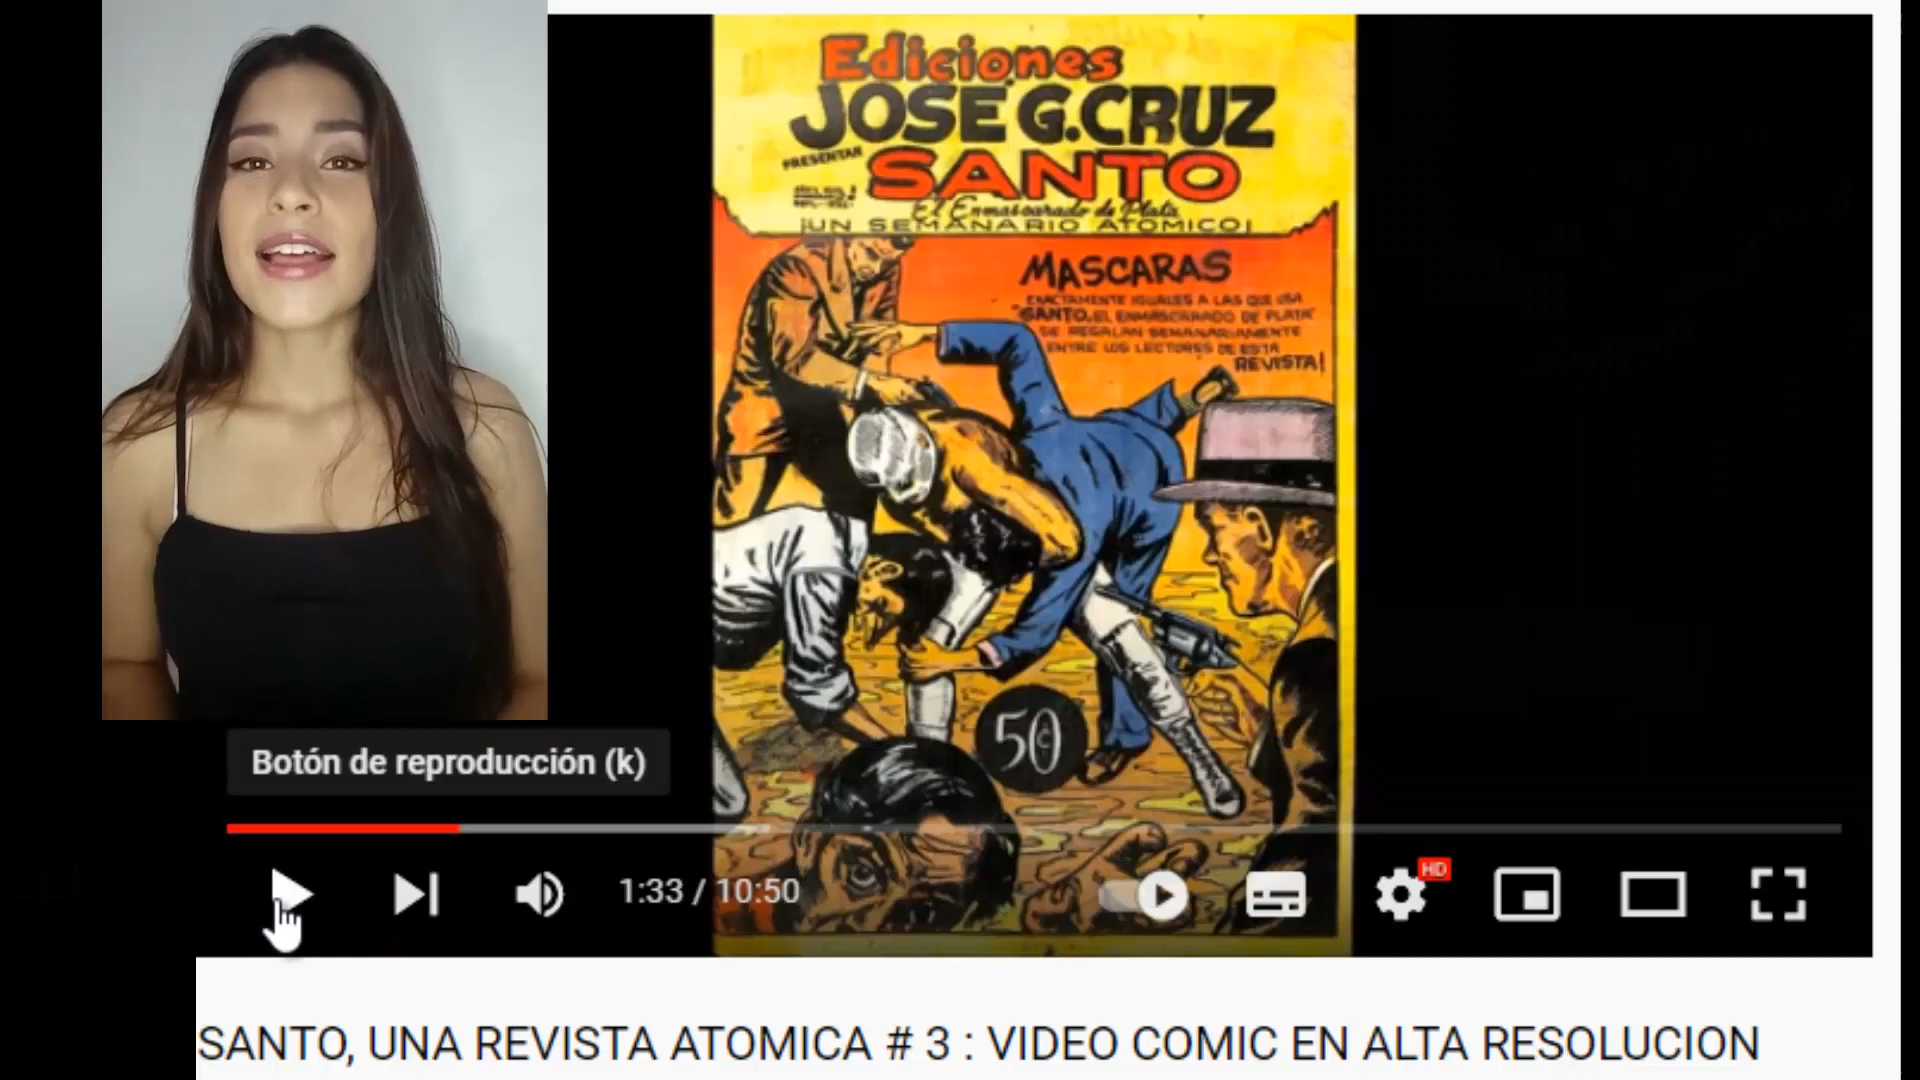 Ediciones
JOSE G. CRUZ
PRESENTAN
SANTO
El Enmascarado de Plata
¡UN SEMANARIO ATOMICO!
MASCARAS
EXACTAMENTE IGUALES A LAS QUE USA
"SANTO, EL ENMASCARADO DE PLATA"
SE REGALAN SEMANARIAMENTE
ENTRE LOS LECTORES DE ESTA
REVISTA!
50¢
Botón de reproducción (k)
1:33 / 10:50
HD
SANTO, UNA REVISTA ATOMICA # 3 : VIDEO COMIC EN ALTA RESOLUCION